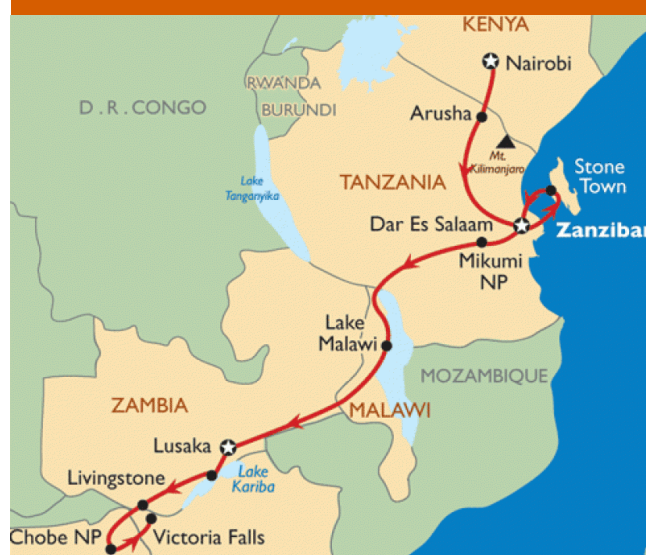 KENYA
Nairobi
RWANDA
D.R.CONGO
BURUNDI
Arusha
Mt.
Kilimanjaro
Stone
Town
Lake
Tanganyika
TANZANIA
Dar Es Salaam
Zanzibar
Mikumi
NP
Lake
Malawi
MOZAMBIQUE
ZAMBIA
MALAWI
Lusaka
Lake
Kariba
Livingstone
Chobe NP
Victoria Falls